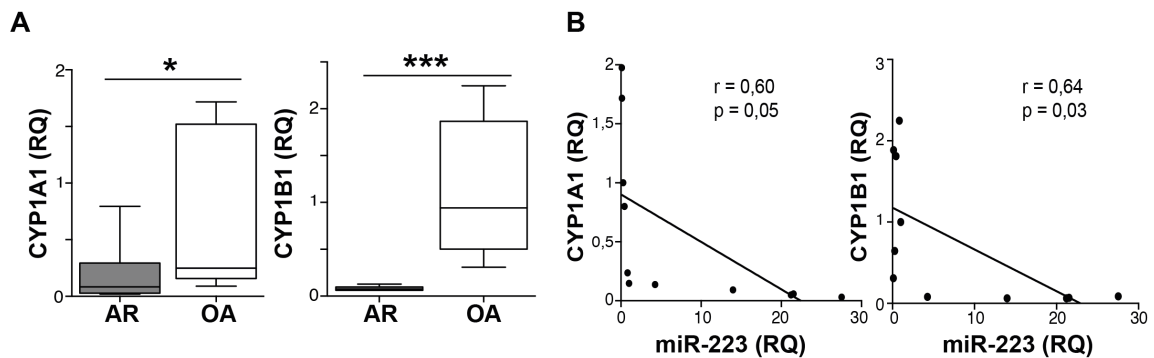 A
B
*
***
CYP1A1 (RQ)
2
1
0
AR
OA
CYP1B1 (RQ)
2
1
0
AR
OA
CYP1A1 (RQ)
2
1,5
1
0,5
0
r = 0,60
p = 0,05
0
10
20
30
miR-223 (RQ)
CYP1B1 (RQ)
3
2
1
0
r = 0,64
p = 0,03
0
10
20
30
miR-223 (RQ)